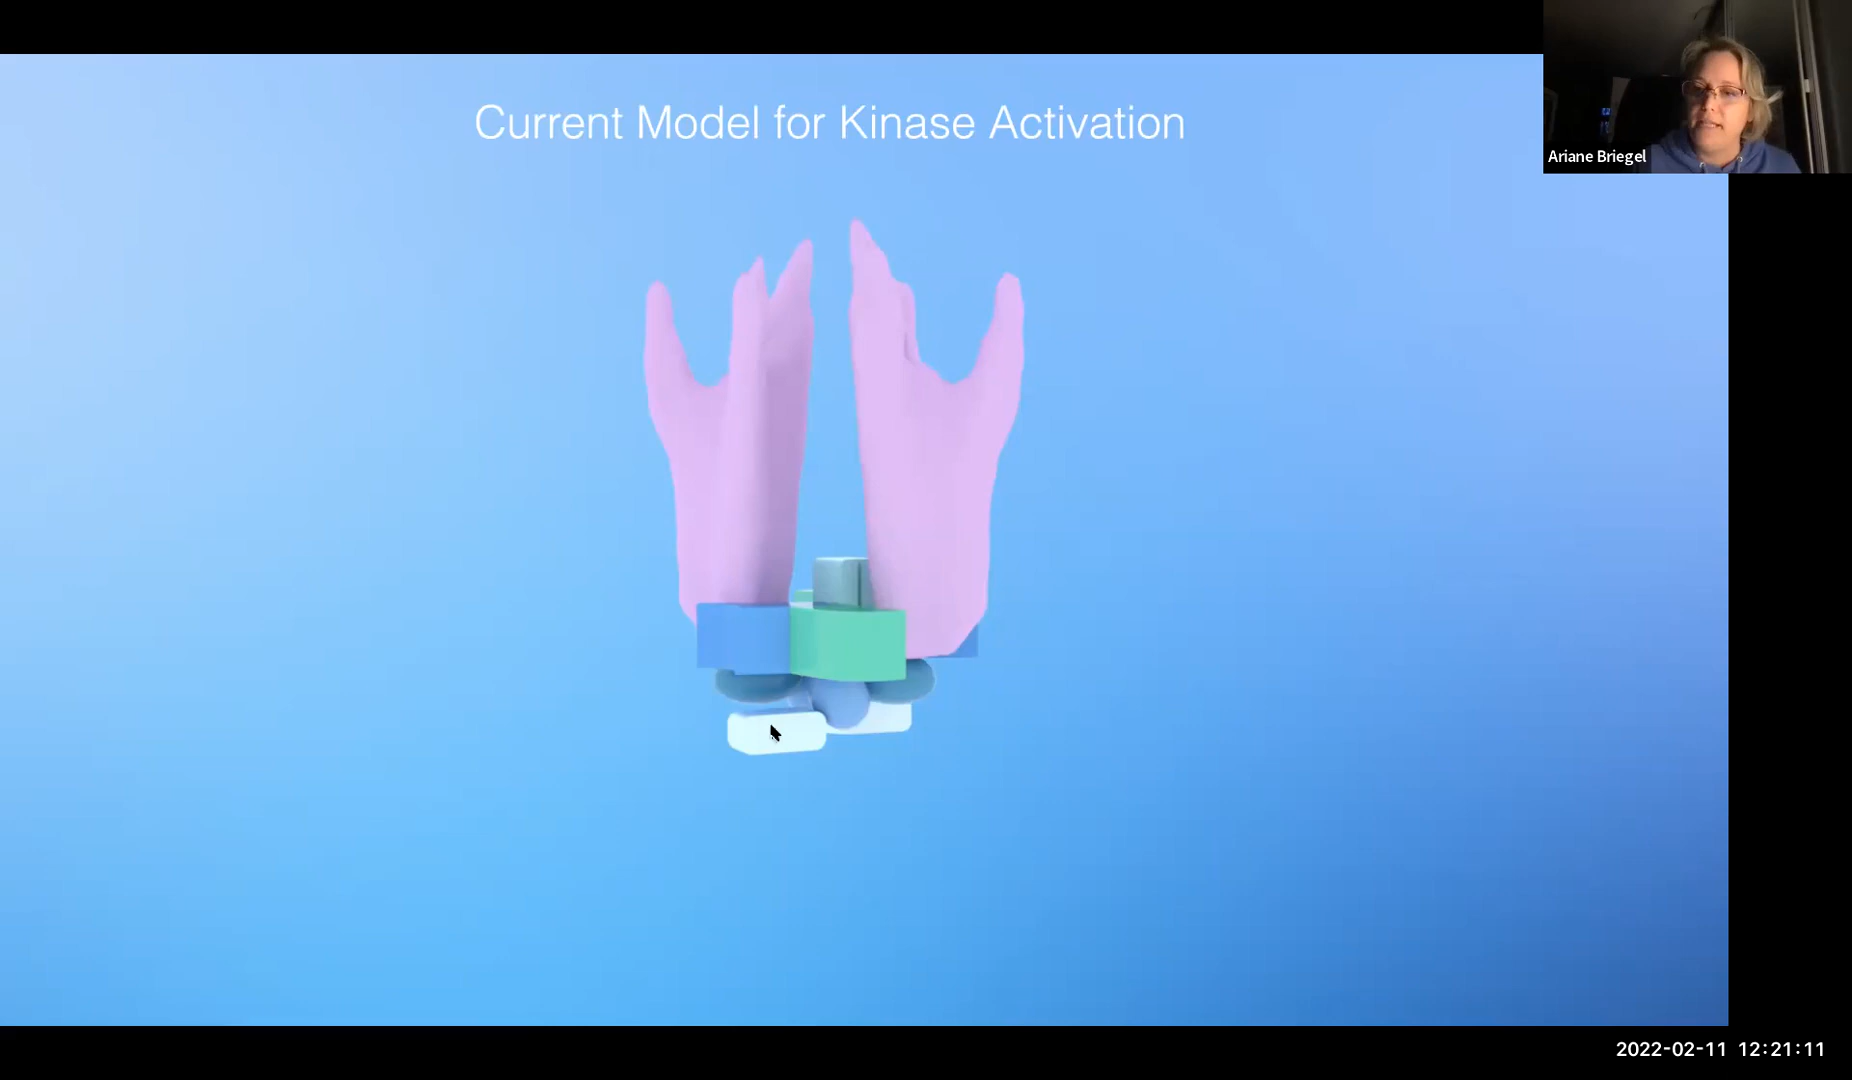 Current Model for Kinase Activation
Ariane Briegel
2022-02-11 12:21:11